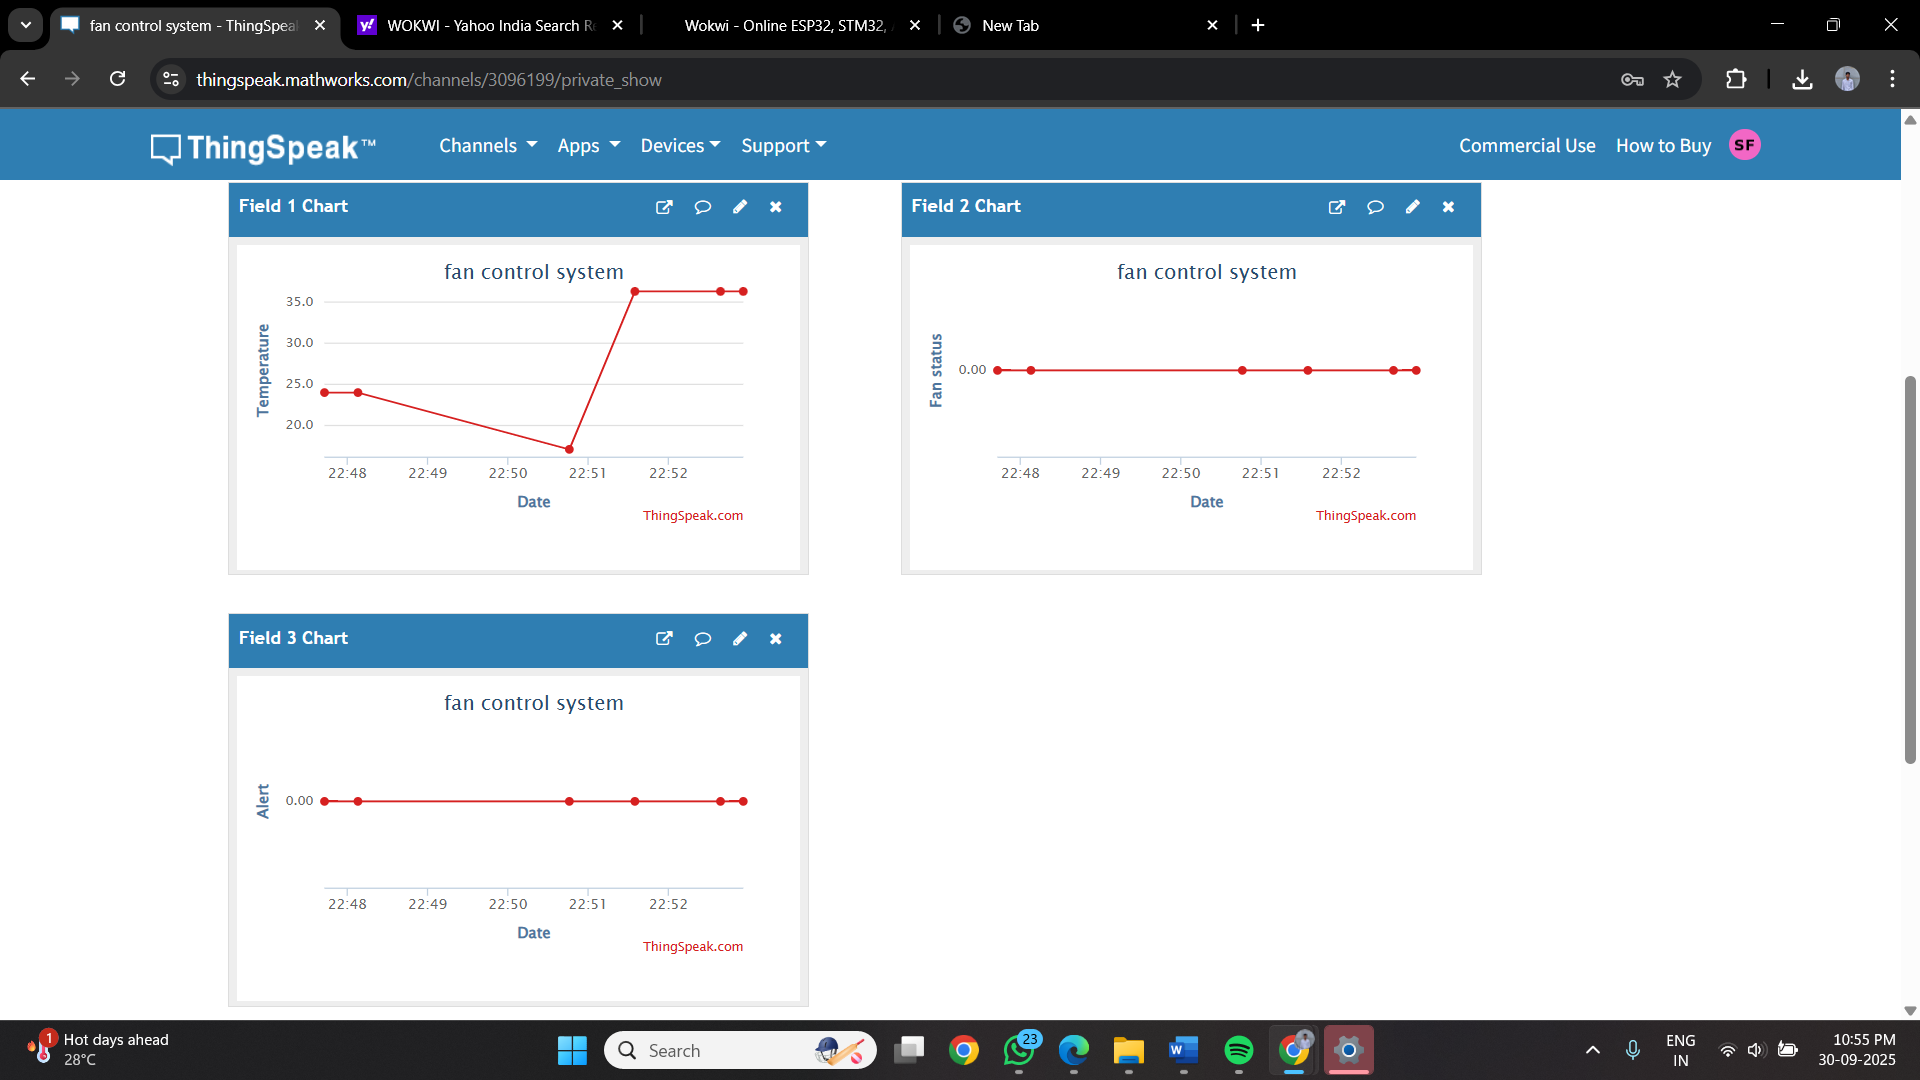 fan control system - ThingSpeak
WOKWI - Yahoo India Search Re
Wokwi - Online ESP32, STM32,
New Tab
thingspeak.mathworks.com/channels/3096199/private_show
ThingSpeak™
Channels
Apps
Devices
Support
Commercial Use
How to Buy
SF
Field 1 Chart
fan control system
Temperature
35.0
30.0
25.0
20.0
22:48 22:49 22:50 22:51 22:52
Date
ThingSpeak.com
Field 2 Chart
fan control system
Fan status
0.00
22:48 22:49 22:50 22:51 22:52
Date
ThingSpeak.com
Field 3 Chart
fan control system
Alert
0.00
22:48 22:49 22:50 22:51 22:52
Date
ThingSpeak.com
1
Hot days ahead
28°C
Search
23
ENG
IN
10:55 PM
30-09-2025